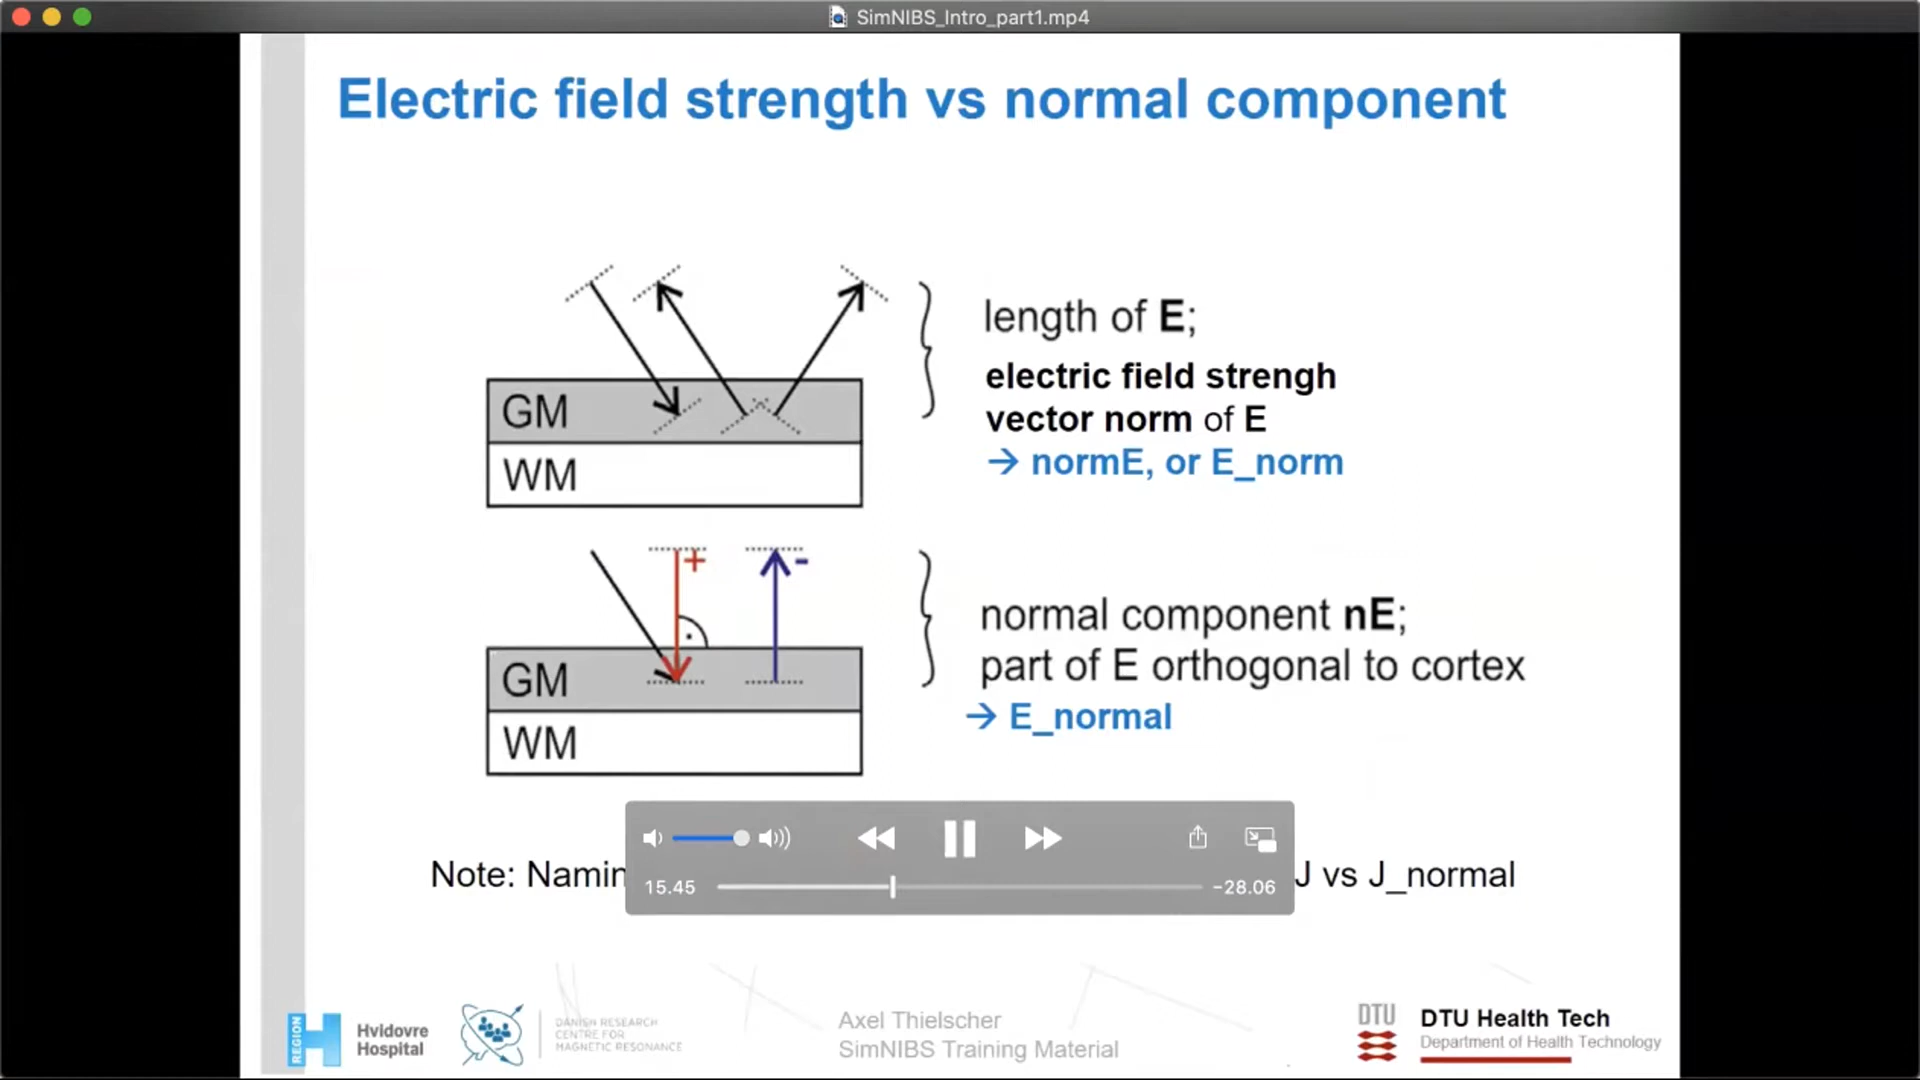 SimNIBS_Intro_part1.mp4
Electric field strength vs normal component
GM
WM
length of E;
electric field strengh
vector norm of E
→ normE, or E_norm
+
-
GM
WM
normal component nE;
part of E orthogonal to cortex
→ E_normal
Note: Namin
J vs J_normal
15.45
−28.06
REGION
H
Hvidovre
Hospital
DANISH RESEARCH
CENTRE FOR
MAGNETIC RESONANCE
Axel Thielscher
SimNIBS Training Material
DTU
DTU Health Tech
Department of Health Technology